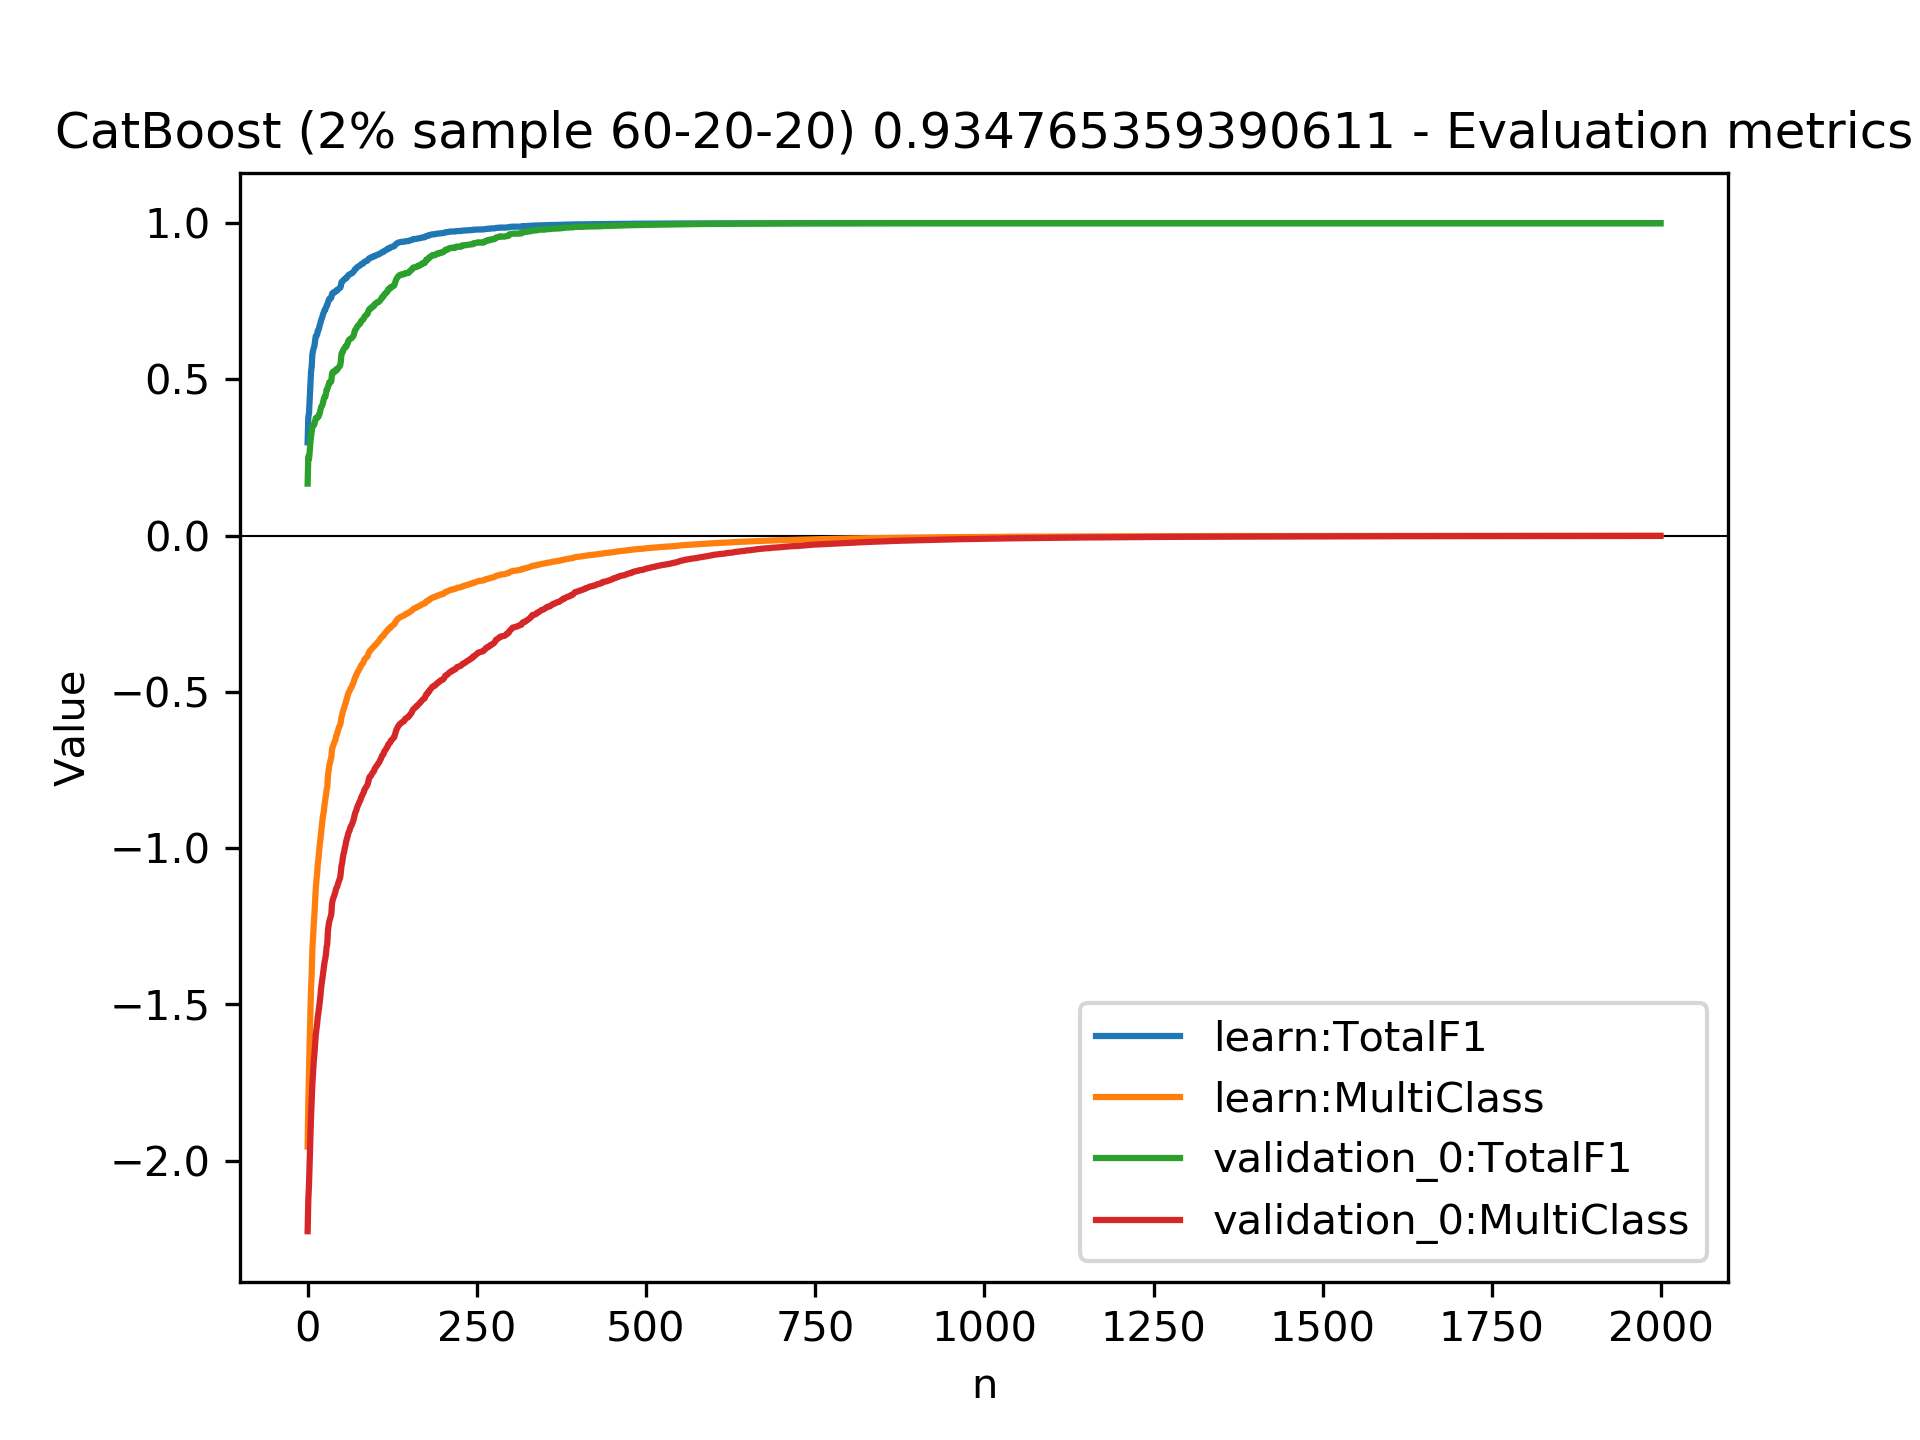 CatBoost (2% sample 60-20-20) 0.934765359390611 - Evaluation metrics
1.0
0.5
0.0
−0.5
−1.0
−1.5
−2.0
Value
learn:TotalF1
learn:MultiClass
validation_0:TotalF1
validation_0:MultiClass
0 250 500 750 1000 1250 1500 1750 2000
n